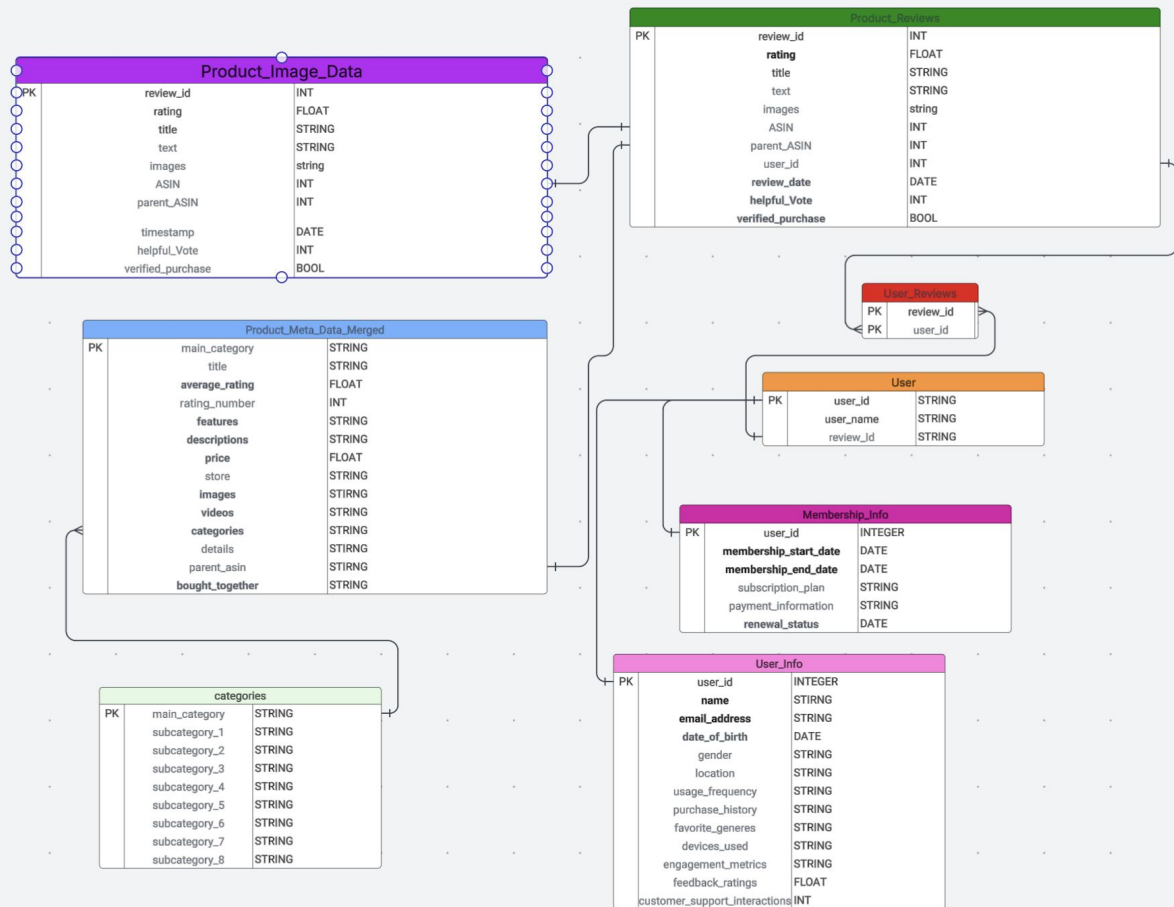 Product_Image_Data
PK review_id INT
rating FLOAT
title STRING
text STRING
images string
ASIN INT
parent_ASIN INT
timestamp DATE
helpful_Vote INT
verified_purchase BOOL
Product_Reviews
PK review_id INT
rating FLOAT
title STRING
text STRING
images string
ASIN INT
parent_ASIN INT
user_id INT
review_date DATE
helpful_Vote INT
verified_purchase BOOL
User_Reviews
PK review_id
PK user_id
Product_Meta_Data_Merged
PK main_category STRING
title STRING
average_rating FLOAT
rating_number INT
features STRING
descriptions STRING
price FLOAT
store STRING
images STIRNG
videos STRING
categories STRING
details STIRNG
parent_asin STIRNG
bought_together STRING
User
PK user_id STRING
user_name STRING
review_Id STRING
Membership_Info
PK user_id INTEGER
membership_start_date DATE
membership_end_date DATE
subscription_plan STRING
payment_information STRING
renewal_status DATE
categories
PK main_category STRING
subcategory_1 STRING
subcategory_2 STRING
subcategory_3 STRING
subcategory_4 STRING
subcategory_5 STRING
subcategory_6 STRING
subcategory_7 STRING
subcategory_8 STRING
User_Info
PK user_id INTEGER
name STIRNG
email_address STRING
date_of_birth DATE
gender STRING
location STRING
usage_frequency STRING
purchase_history STRING
favorite_generes STRING
devices_used STRING
engagement_metrics STRING
feedback_ratings FLOAT
customer_support_interactions INT